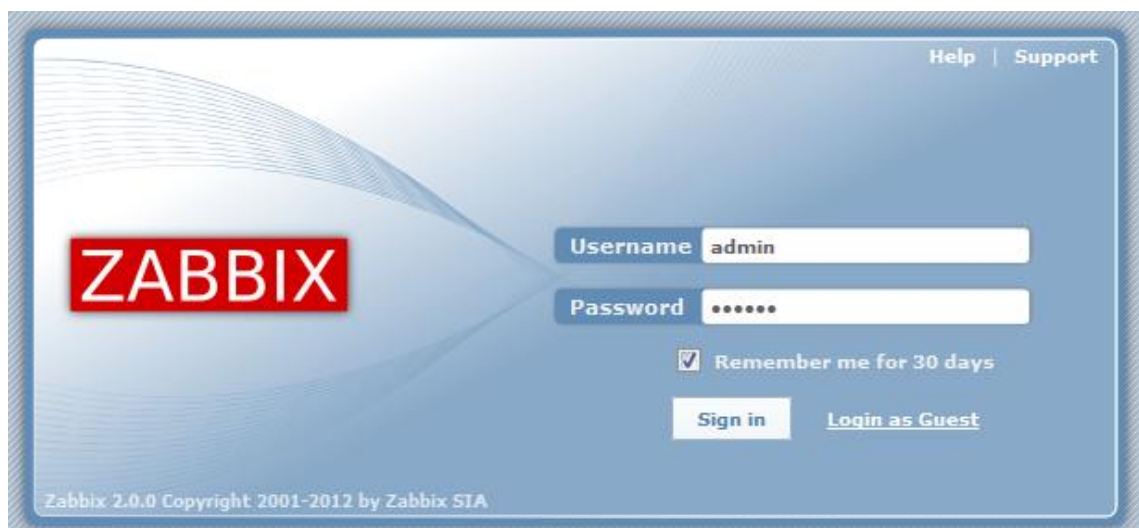 Help | Support
ZABBIX
Username admin
Password ••••••
Remember me for 30 days
Sign in Login as Guest
Zabbix 2.0.0 Copyright 2001-2012 by Zabbix SIA